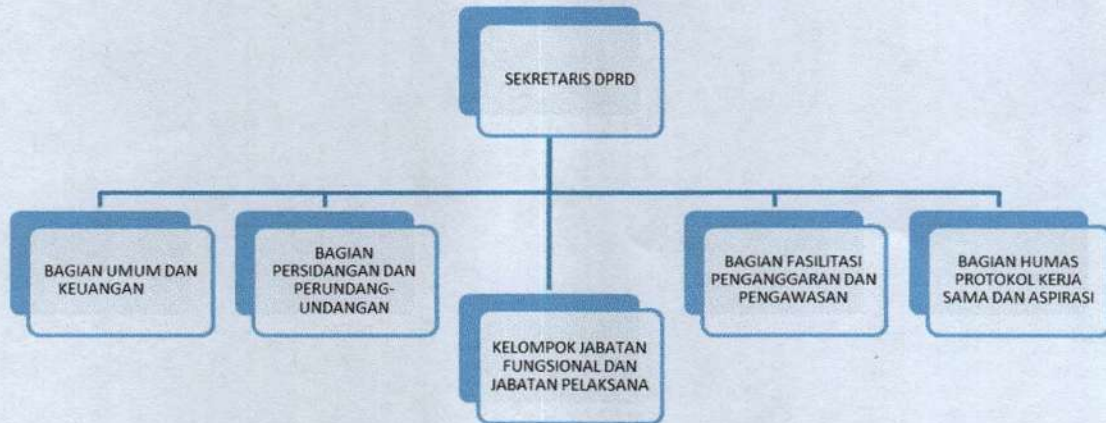 SEKRETARIS DPRD
BAGIAN UMUM DAN
KEUANGAN
BAGIAN
PERSIDANGAN DAN
PERUNDANG-
UNDANGAN
KELOMPOK JABATAN
FUNGSIONAL DAN
JABATAN PELAKSANA
BAGIAN FASILITASI
PENGANGGARAN DAN
PENGAWASAN
BAGIAN HUMAS
PROTOKOL KERJA
SAMA DAN ASPIRASI